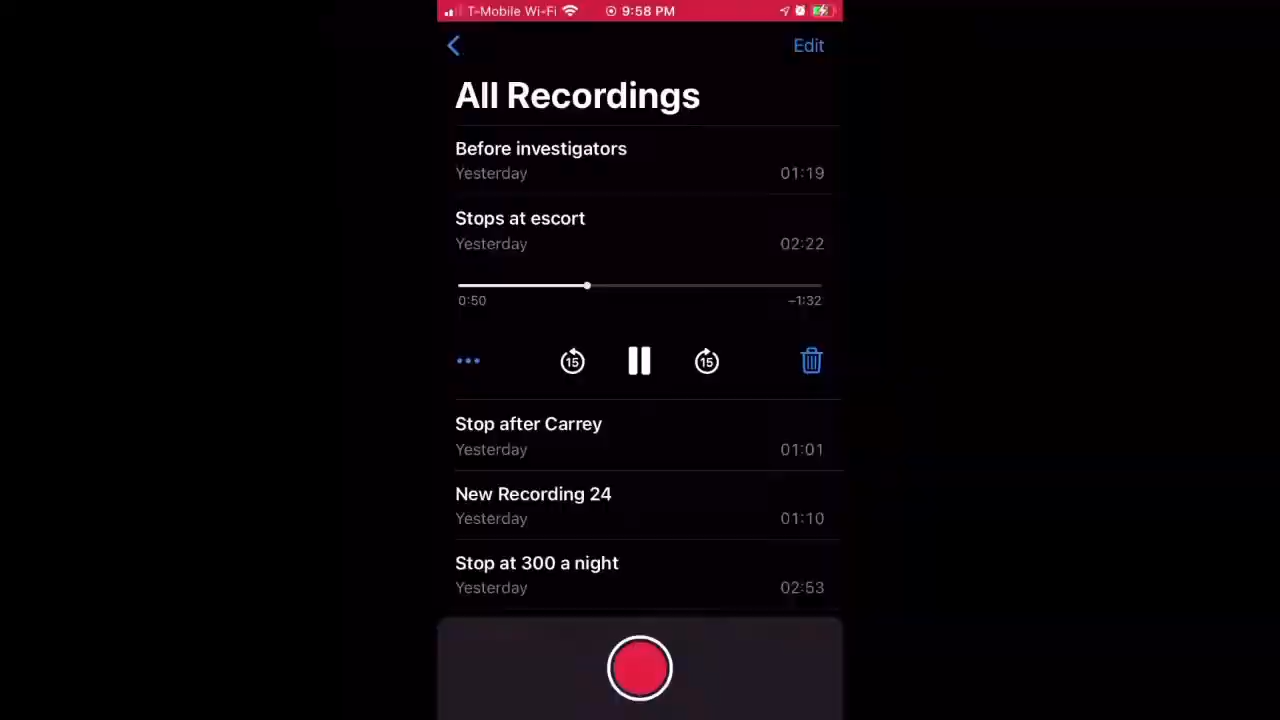 T-Mobile Wi-Fi 9:58 PM
Edit
All Recordings
Before investigators
Yesterday 01:19
Stops at escort
Yesterday 02:22
0:50 −1:32
15 15
Stop after Carrey
Yesterday 01:01
New Recording 24
Yesterday 01:10
Stop at 300 a night
Yesterday 02:53